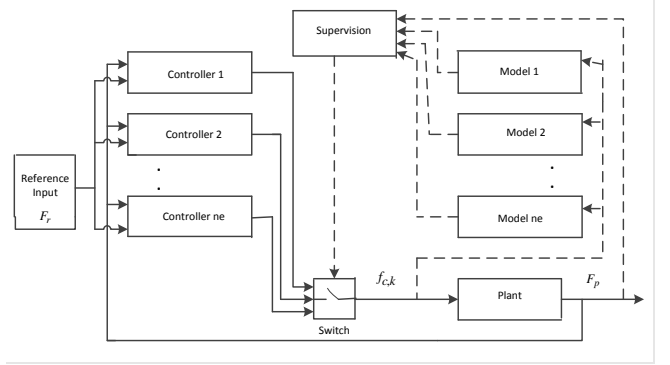 Supervision
Controller 1
Model 1
Controller 2
Model 2
Reference
Input
F_r
Controller ne
Model ne
f_{c,k}
Plant
F_p
Switch